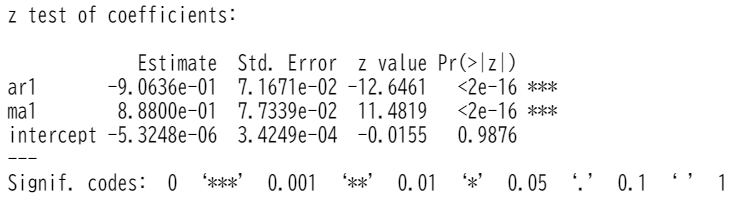 z test of coefficients:
Estimate Std. Error z value Pr(>|z|)
ar1 -9.0636e-01 7.1671e-02 -12.6461 <2e-16 ***
ma1 8.8800e-01 7.7339e-02 11.4819 <2e-16 ***
intercept -5.3248e-06 3.4249e-04 -0.0155 0.9876
---
Signif. codes: 0 ‘***’ 0.001 ‘**’ 0.01 ‘*’ 0.05 ‘.’ 0.1 ‘ ’ 1